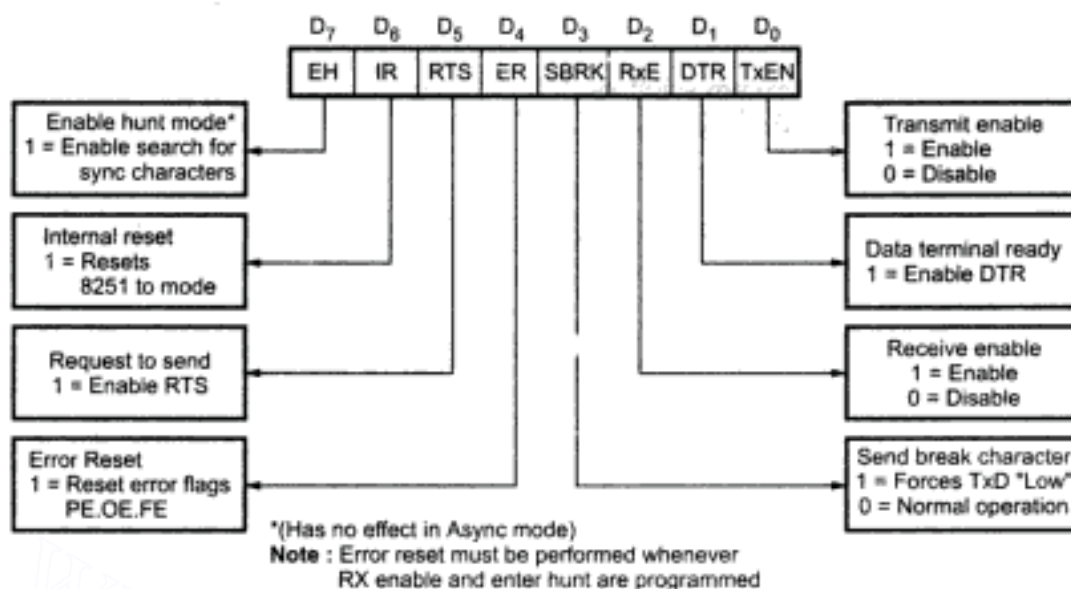 D7 D6 D5 D4 D3 D2 D1 D0
EH IR RTS ER SBRK RxE DTR TxEN
Enable hunt mode*
1 = Enable search for
sync characters
Internal reset
1 = Resets
8251 to mode
Request to send
1 = Enable RTS
Error Reset
1 = Reset error flags
PE.OE.FE
Transmit enable
1 = Enable
0 = Disable
Data terminal ready
1 = Enable DTR
Receive enable
1 = Enable
0 = Disable
Send break character
1 = Forces TxD "Low"
0 = Normal operation
*(Has no effect in Async mode)
Note : Error reset must be performed whenever
RX enable and enter hunt are programmed